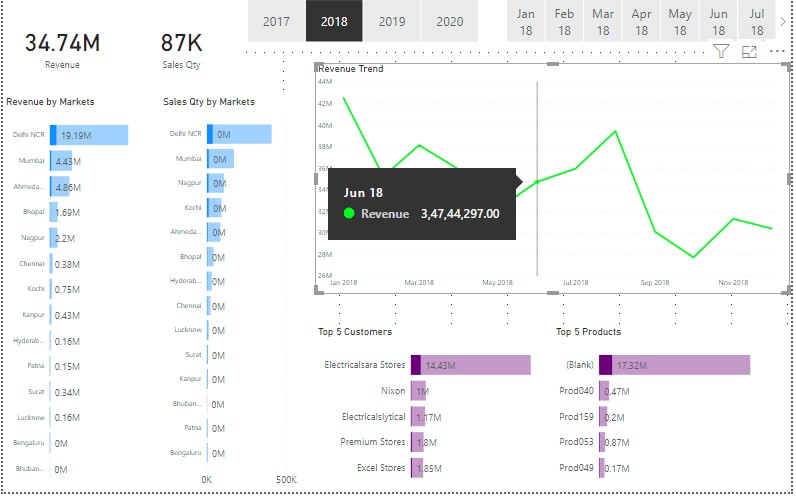 2017 2018 2019 2020
Jan 18 Feb 18 Mar 18 Apr 18 May 18 Jun 18 Jul 18
34.74M
Revenue
87K
Sales Qty
Revenue by Markets
Delhi NCR 19.19M
Mumbai 4.43M
Ahmeda... 4.86M
Bhopal 1.69M
Nagpur 2.2M
Chennai 0.38M
Kochi 0.75M
Kanpur 0.43M
Hyderab... 0.16M
Patna 0.15M
Surat 0.34M
Lucknow 0.16M
Bengaluru 0M
Bhuban... 0M
Sales Qty by Markets
Delhi NCR 0M
Mumbai 0M
Nagpur 0M
Kochi 0M
Ahmeda... 0M
Bhopal 0M
Hyderab... 0M
Chennai 0M
Lucknow 0M
Surat 0M
Kanpur 0M
Bhuban... 0M
Patna 0M
Bengaluru 0M
0K 500K
Revenue Trend
44M
42M
40M
38M
36M
34M
32M
30M
28M
26M
Jan 2018 Mar 2018 May 2018 Jul 2018 Sep 2018 Nov 2018
Jun 18
Revenue 3,47,44,297.00
Top 5 Customers
Electricalsara Stores 14.43M
Nixon 1M
Electricalslytical 1.17M
Premium Stores 1.8M
Excel Stores 1.85M
Top 5 Products
(Blank) 17.32M
Prod040 0.47M
Prod159 0.2M
Prod053 0.87M
Prod049 0.17M